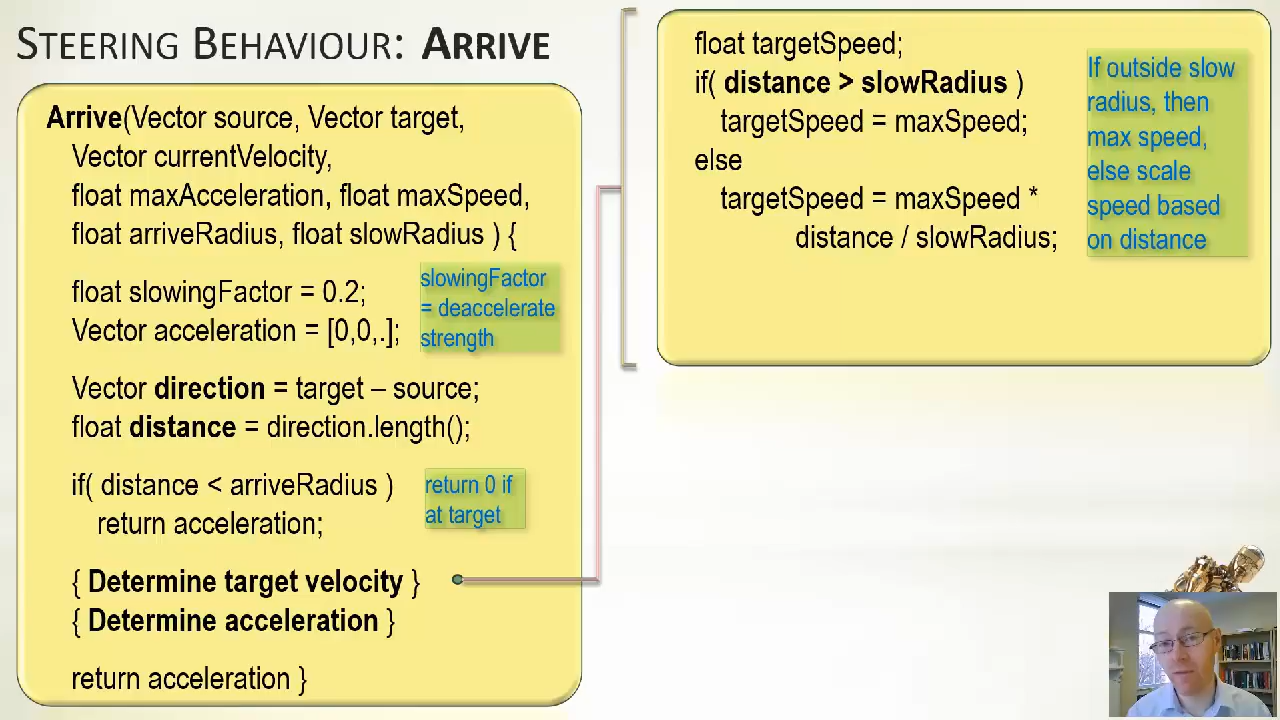 STEERING BEHAVIOUR: ARRIVE
Arrive(Vector source, Vector target,
Vector currentVelocity,
float maxAcceleration, float maxSpeed,
float arriveRadius, float slowRadius ) {
float slowingFactor = 0.2;
Vector acceleration = [0,0,.];
slowingFactor
= deaccelerate
strength
Vector direction = target – source;
float distance = direction.length();
if( distance < arriveRadius )
return acceleration;
return 0 if
at target
{ Determine target velocity }
{ Determine acceleration }
return acceleration }
float targetSpeed;
if( distance > slowRadius )
targetSpeed = maxSpeed;
else
targetSpeed = maxSpeed *
distance / slowRadius;
If outside slow
radius, then
max speed,
else scale
speed based
on distance